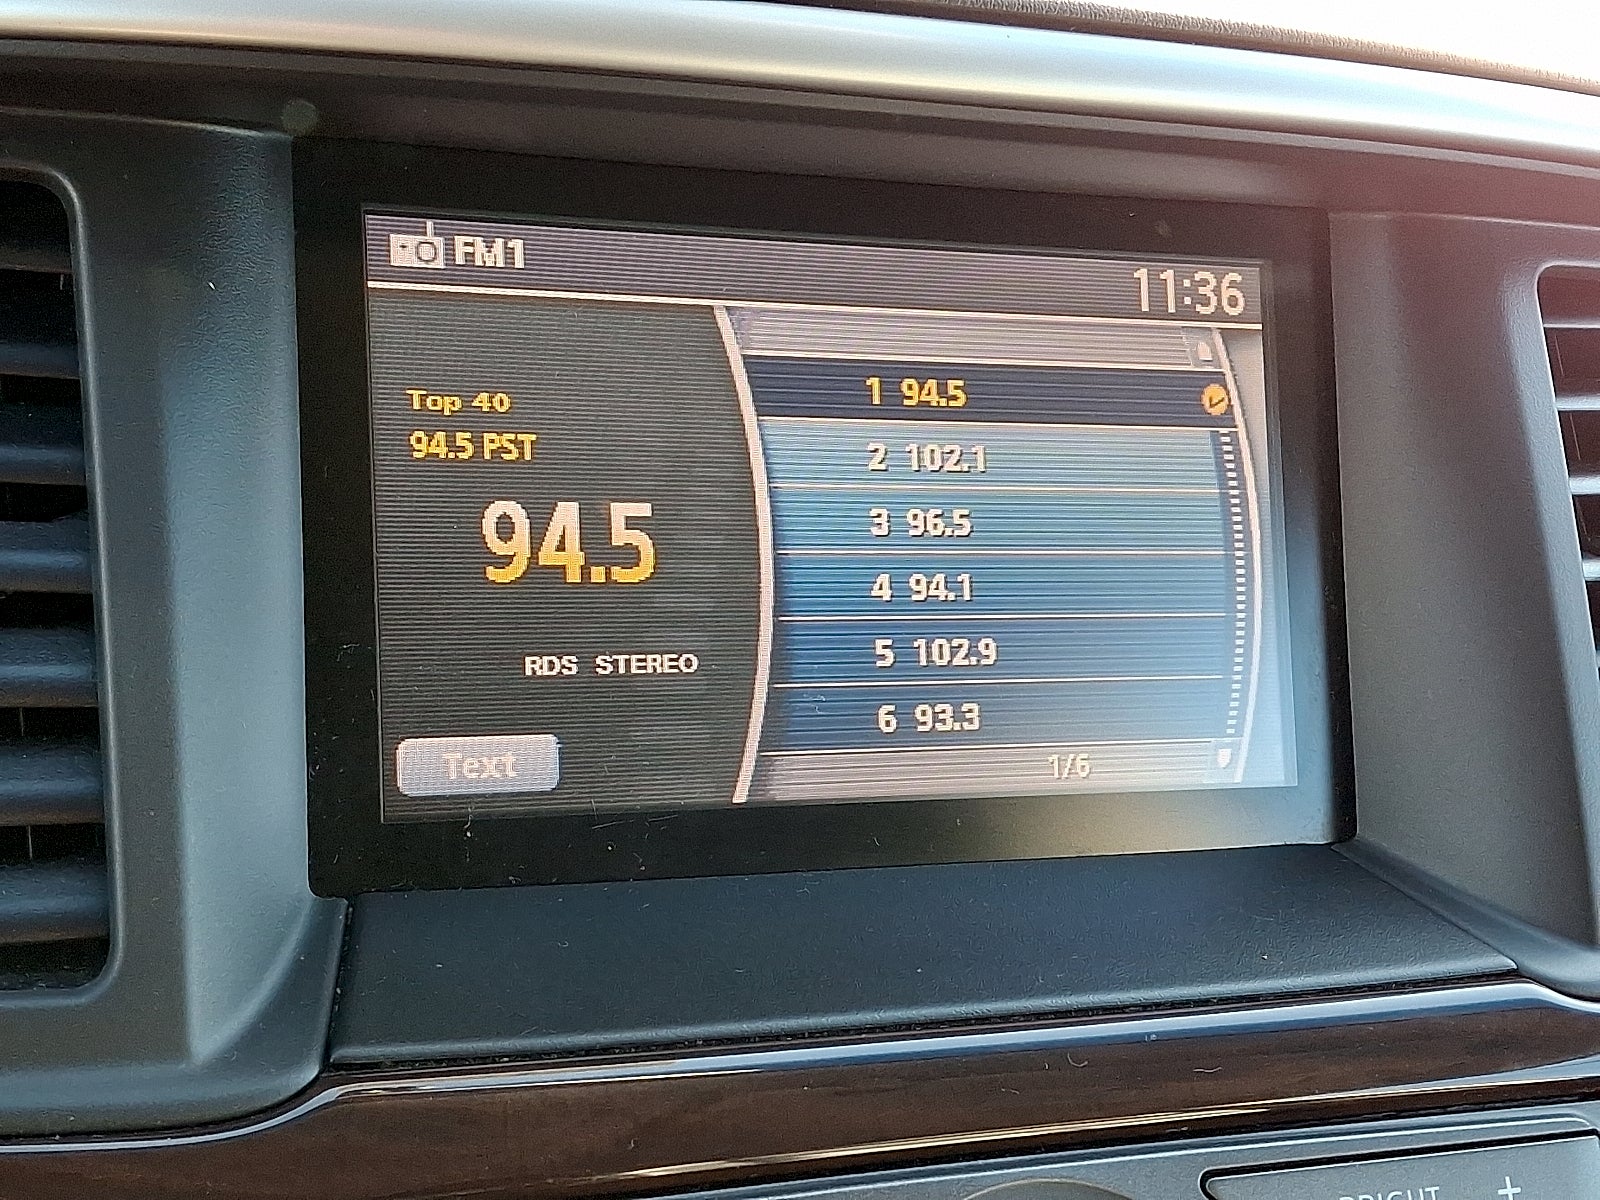 FM1
11:36
Top 40
94.5 PST
94.5
RDS STEREO
Text
1 94.5
2 102.1
3 96.5
4 94.1
5 102.9
6 93.3
1/6
BRIGHT +